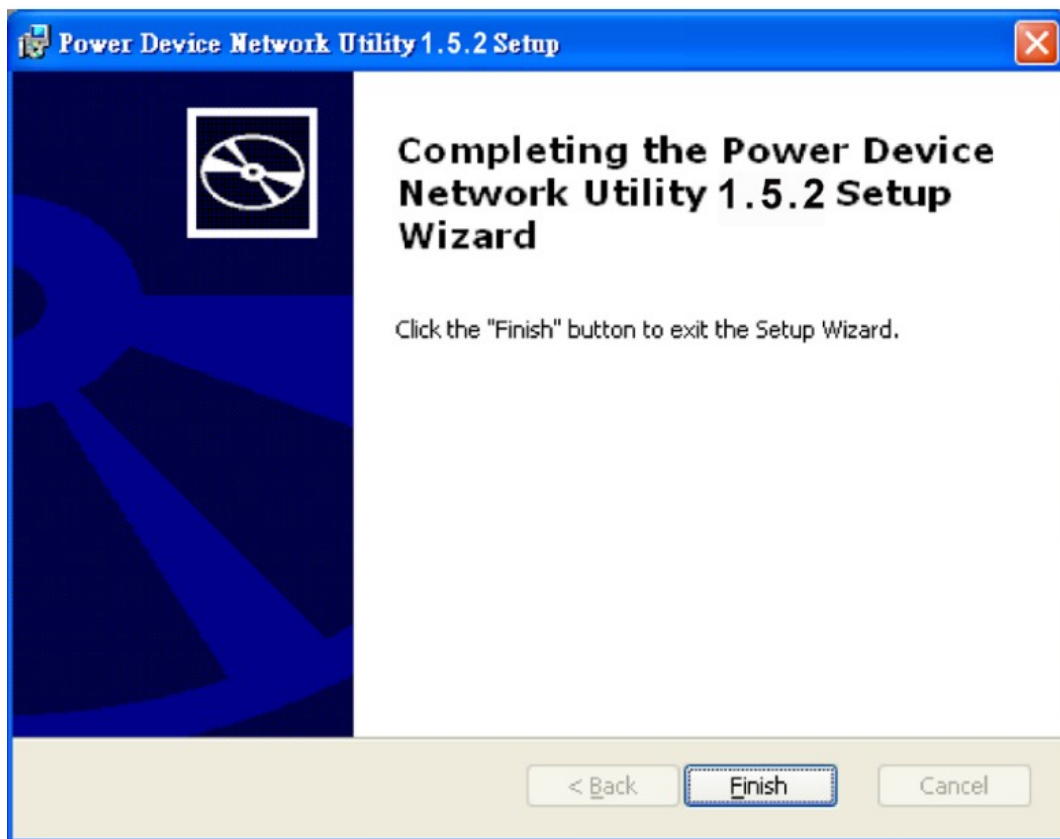 Power Device Network Utility 1.5.2 Setup
Completing the Power Device
Network Utility 1.5.2 Setup
Wizard
Click the "Finish" button to exit the Setup Wizard.
< Back
Finish
Cancel